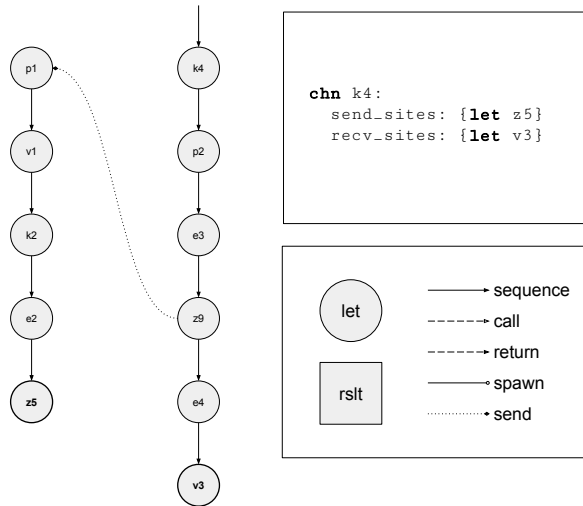 p1
v1
k2
e2
z5
k4
p2
e3
z9
e4
v3
chn k4:
send_sites: {let z5}
recv_sites: {let v3}
let
rslt
sequence
call
return
spawn
send